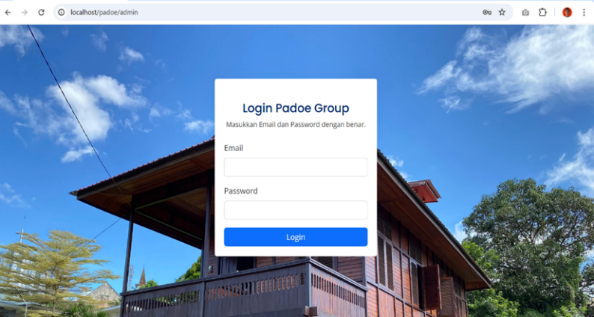 localhost/padoe/admin
Login Padoe Group
Masukkan Email dan Password dengan benar.
Email
Password
Login